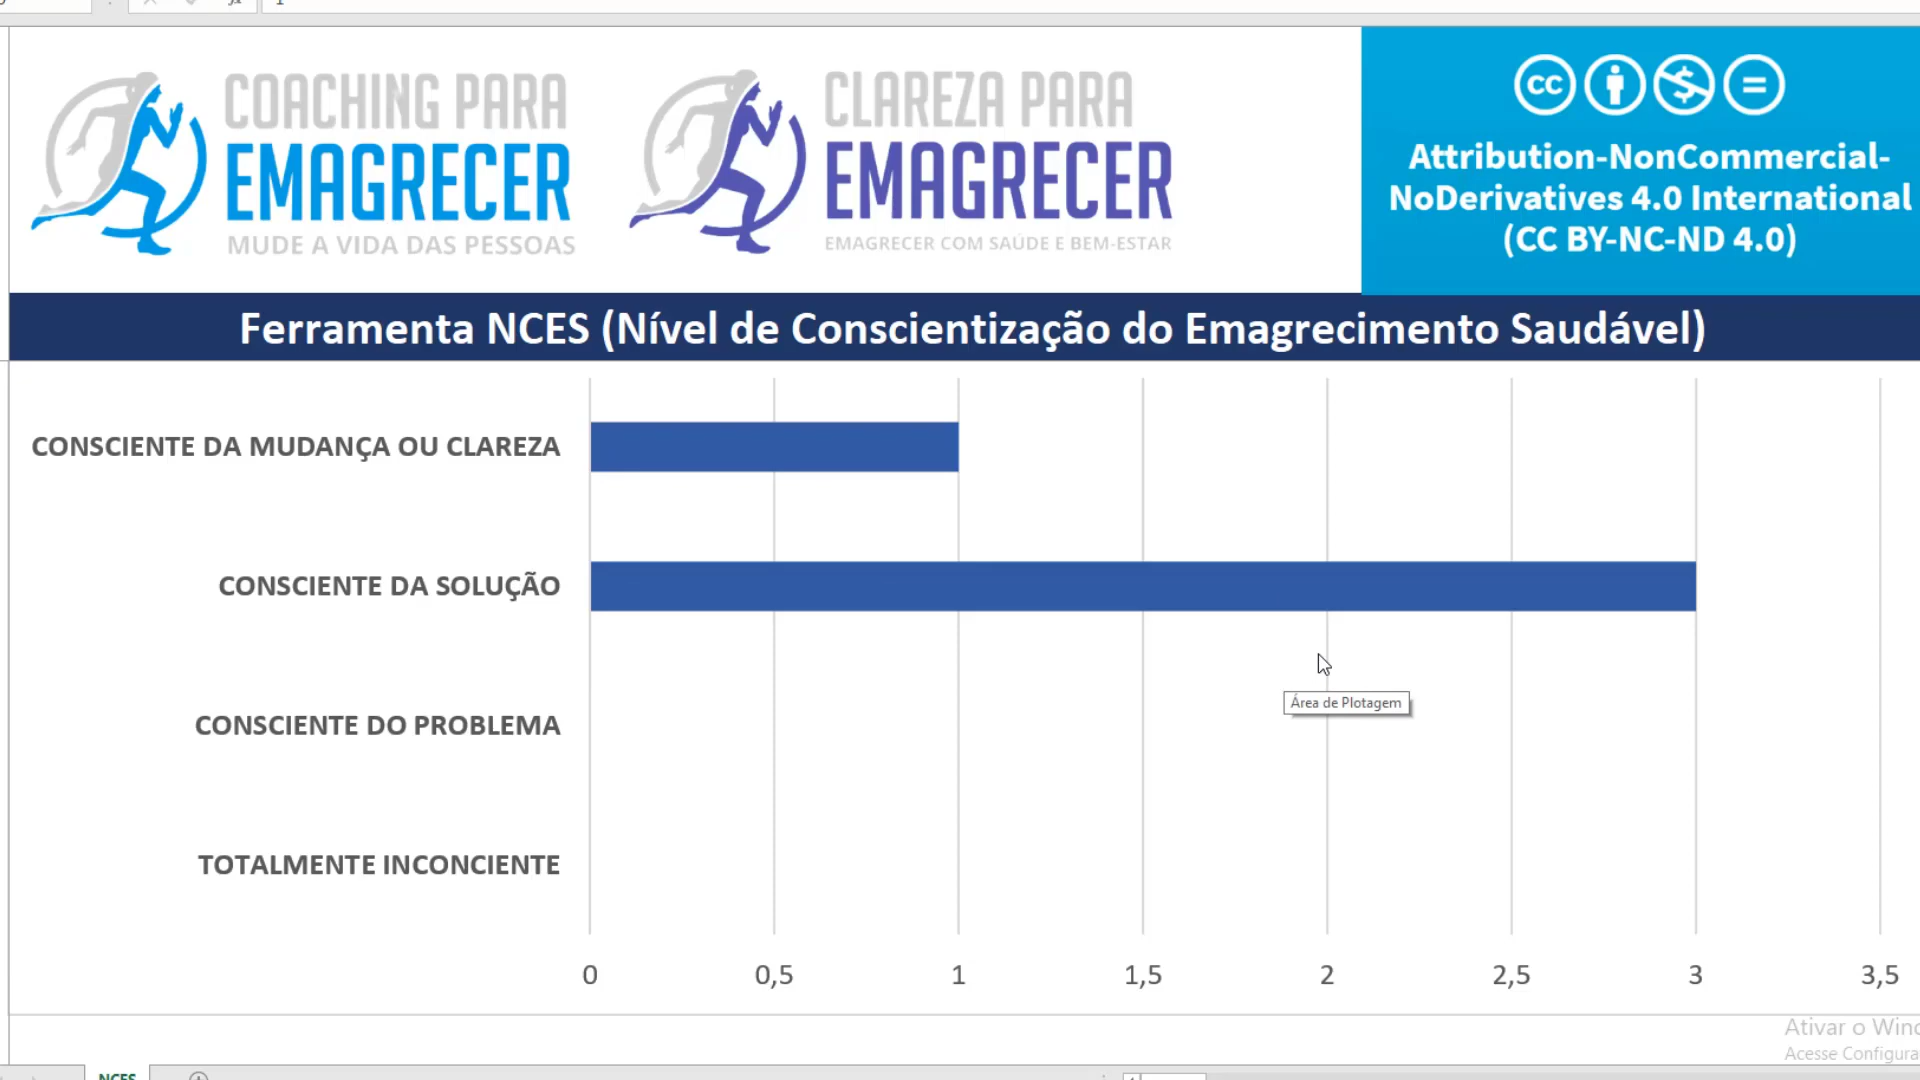 COACHING PARA
EMAGRECER
MUDE A VIDA DAS PESSOAS
CLAREZA PARA
EMAGRECER
EMAGRECER COM SAÚDE E BEM-ESTAR
Attribution-NonCommercial-
NoDerivatives 4.0 International
(CC BY-NC-ND 4.0)
Ferramenta NCES (Nível de Conscientização do Emagrecimento Saudável)
CONSCIENTE DA MUDANÇA OU CLAREZA
CONSCIENTE DA SOLUÇÃO
Área de Plotagem
CONSCIENTE DO PROBLEMA
TOTALMENTE INCONCIENTE
0 0,5 1 1,5 2 2,5 3 3,5
Ativar o Wind
Acesse Configura
NCES